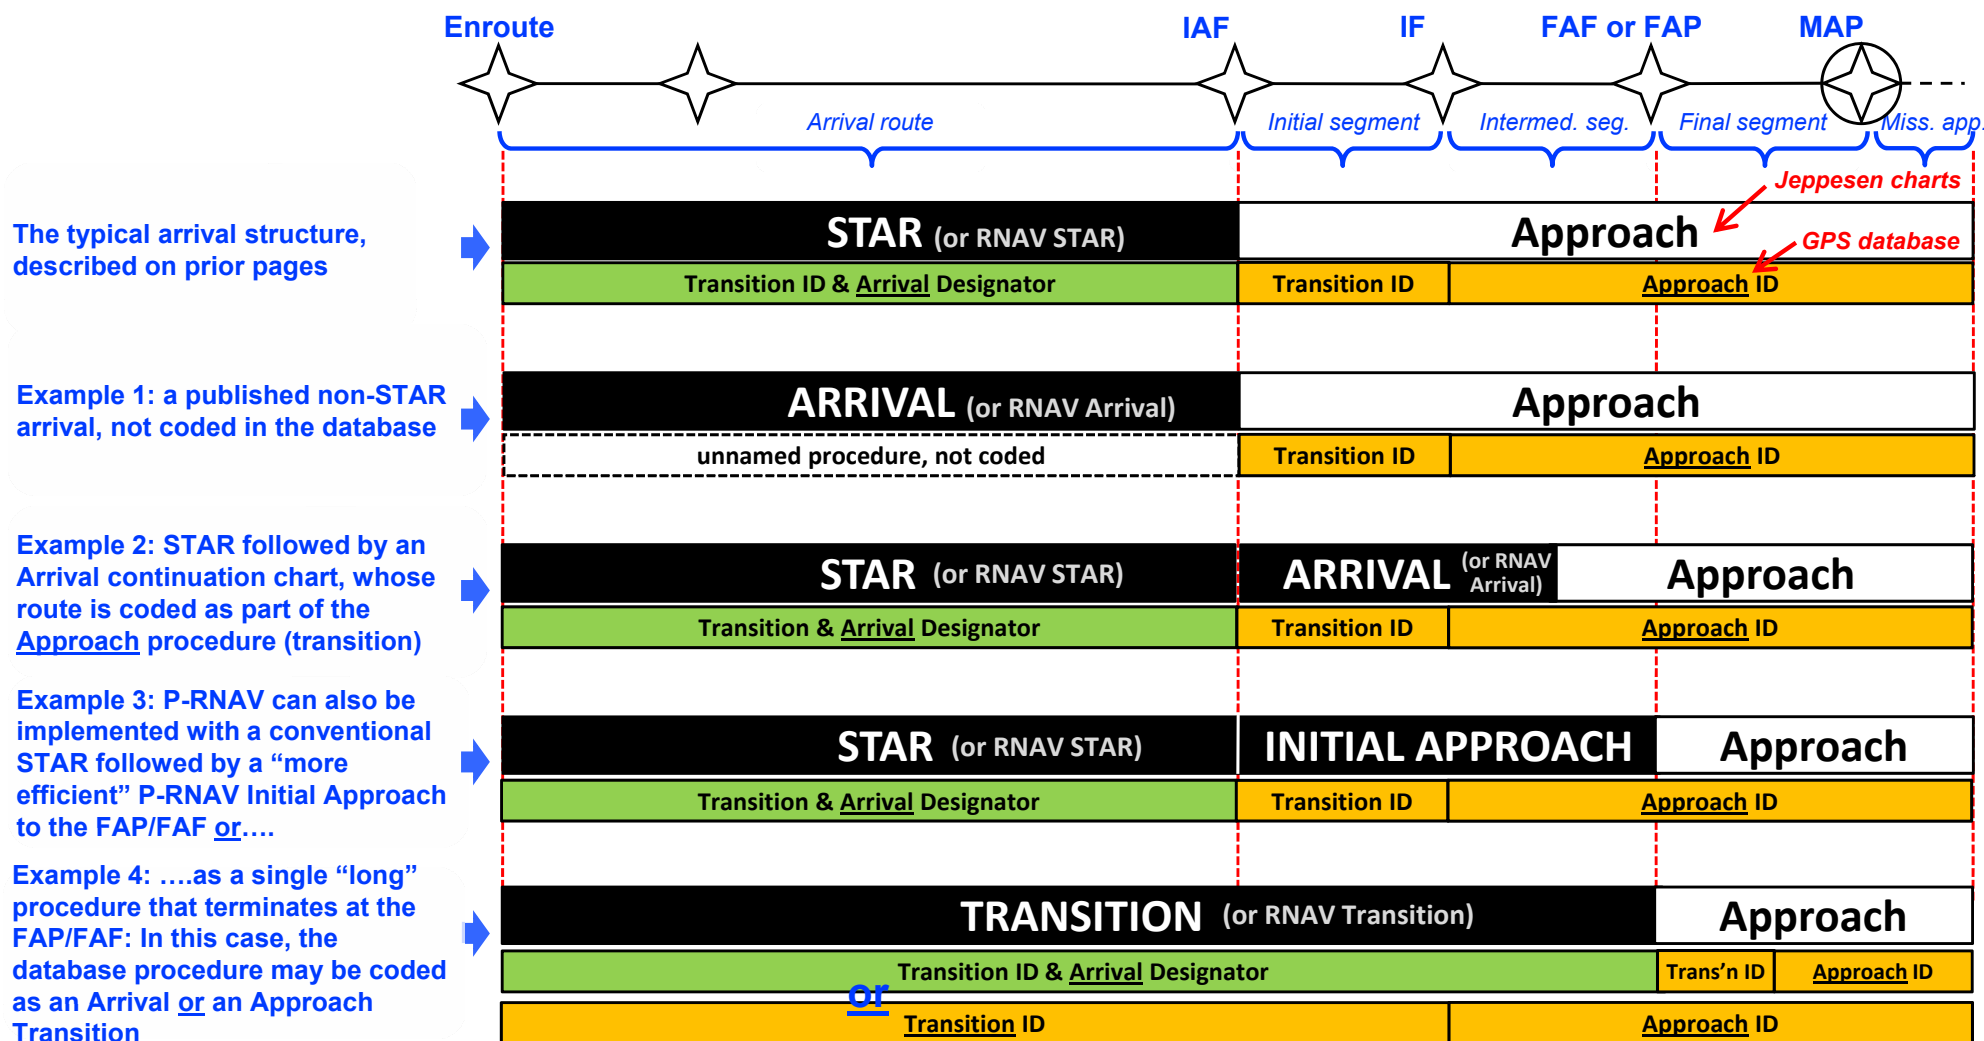 Enroute
IAF
IF
FAF or FAP
MAP
Arrival route
Initial segment
Intermed. seg.
Final segment
Miss. app.
Jeppesen charts
GPS database
The typical arrival structure,
described on prior pages
STAR (or RNAV STAR)
Approach
Transition ID & Arrival Designator
Transition ID
Approach ID
Example 1: a published non-STAR
arrival, not coded in the database
ARRIVAL (or RNAV Arrival)
Approach
unnamed procedure, not coded
Transition ID
Approach ID
Example 2: STAR followed by an
Arrival continuation chart, whose
route is coded as part of the
Approach procedure (transition)
STAR (or RNAV STAR)
ARRIVAL (or RNAV
Arrival)
Approach
Transition & Arrival Designator
Transition ID
Approach ID
Example 3: P-RNAV can also be
implemented with a conventional
STAR followed by a “more
efficient” P-RNAV Initial Approach
to the FAP/FAF or….
STAR (or RNAV STAR)
INITIAL APPROACH
Approach
Transition & Arrival Designator
Transition ID
Approach ID
Example 4: ….as a single “long”
procedure that terminates at the
FAP/FAF: In this case, the
database procedure may be coded
as an Arrival or an Approach
Transition
TRANSITION (or RNAV Transition)
Approach
Transition ID & Arrival Designator
Trans’n ID
Approach ID
or
Transition ID
Approach ID